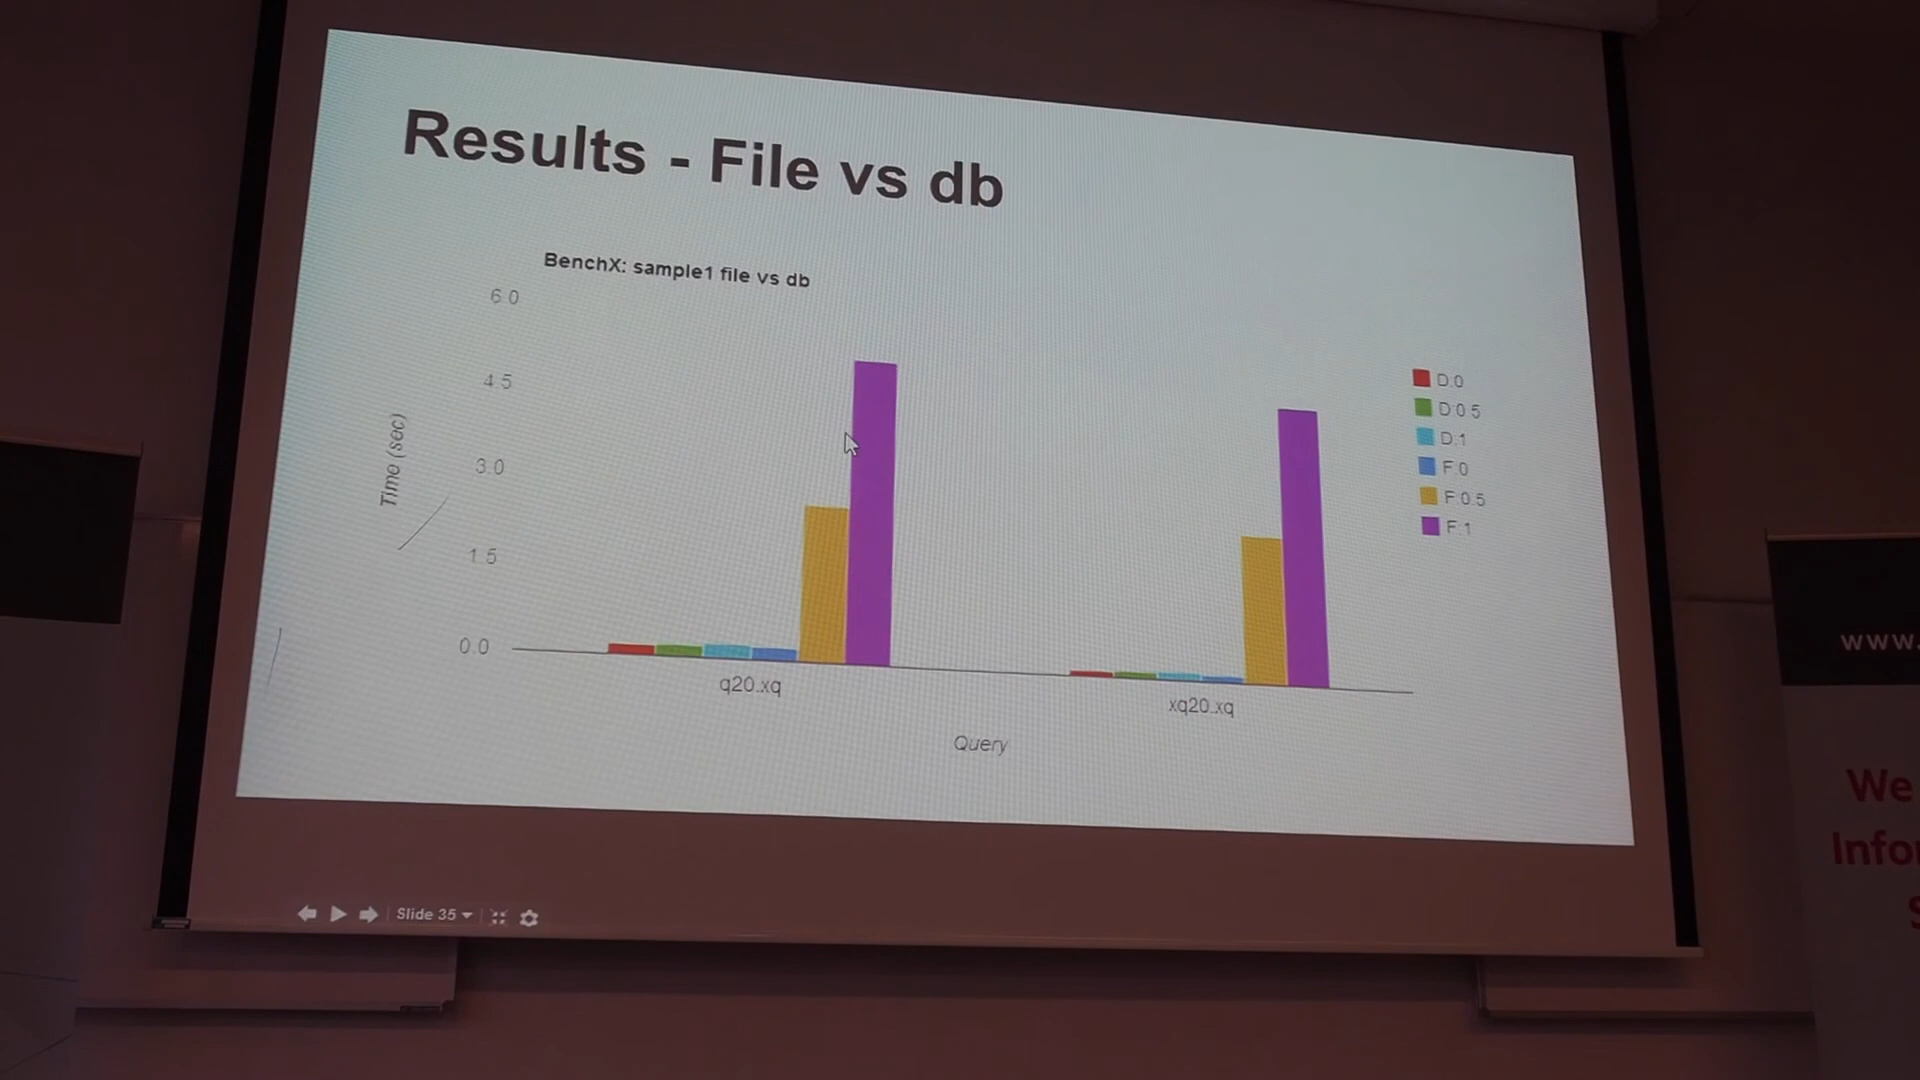 Results - File vs db
BenchX: sample1 file vs db
6.0
4.5
3.0
1.5
0.0
Time (sec)
q20.xq
xq20.xq
Query
D:0
D:0.5
D:1
F:0
F:0.5
F:1
Slide 35
www.
We
Infor
S